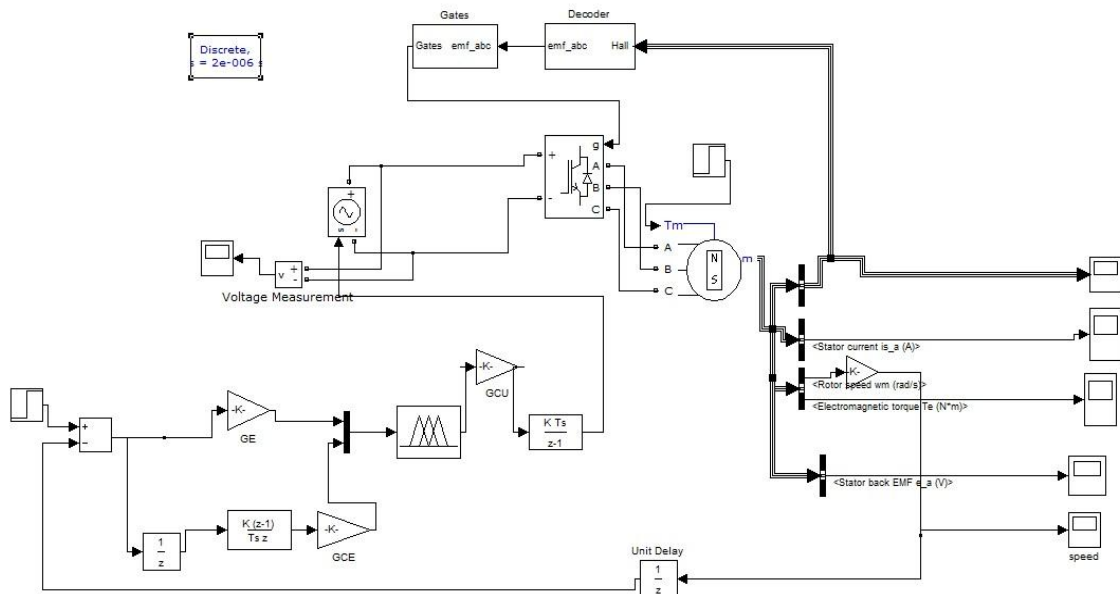 Gates
Decoder
Discrete,
s = 2e-006 s
Gates emf_abc
emf_abc Hall
g
+ A
B
- C
+
s -
Tm
A
B
C
N
S
m
v + -
Voltage Measurement
<Stator current is_a (A)>
-K-
GCU
K-
<Rotor speed wm (rad/s)>
<Electromagnetic torque Te (N*m)>
+
-
-K-
GE
K Ts
z-1
<Stator back EMF e_a (V)>
1
z
K (z-1)
Ts z
-K-
GCE
Unit Delay
1
z
speed